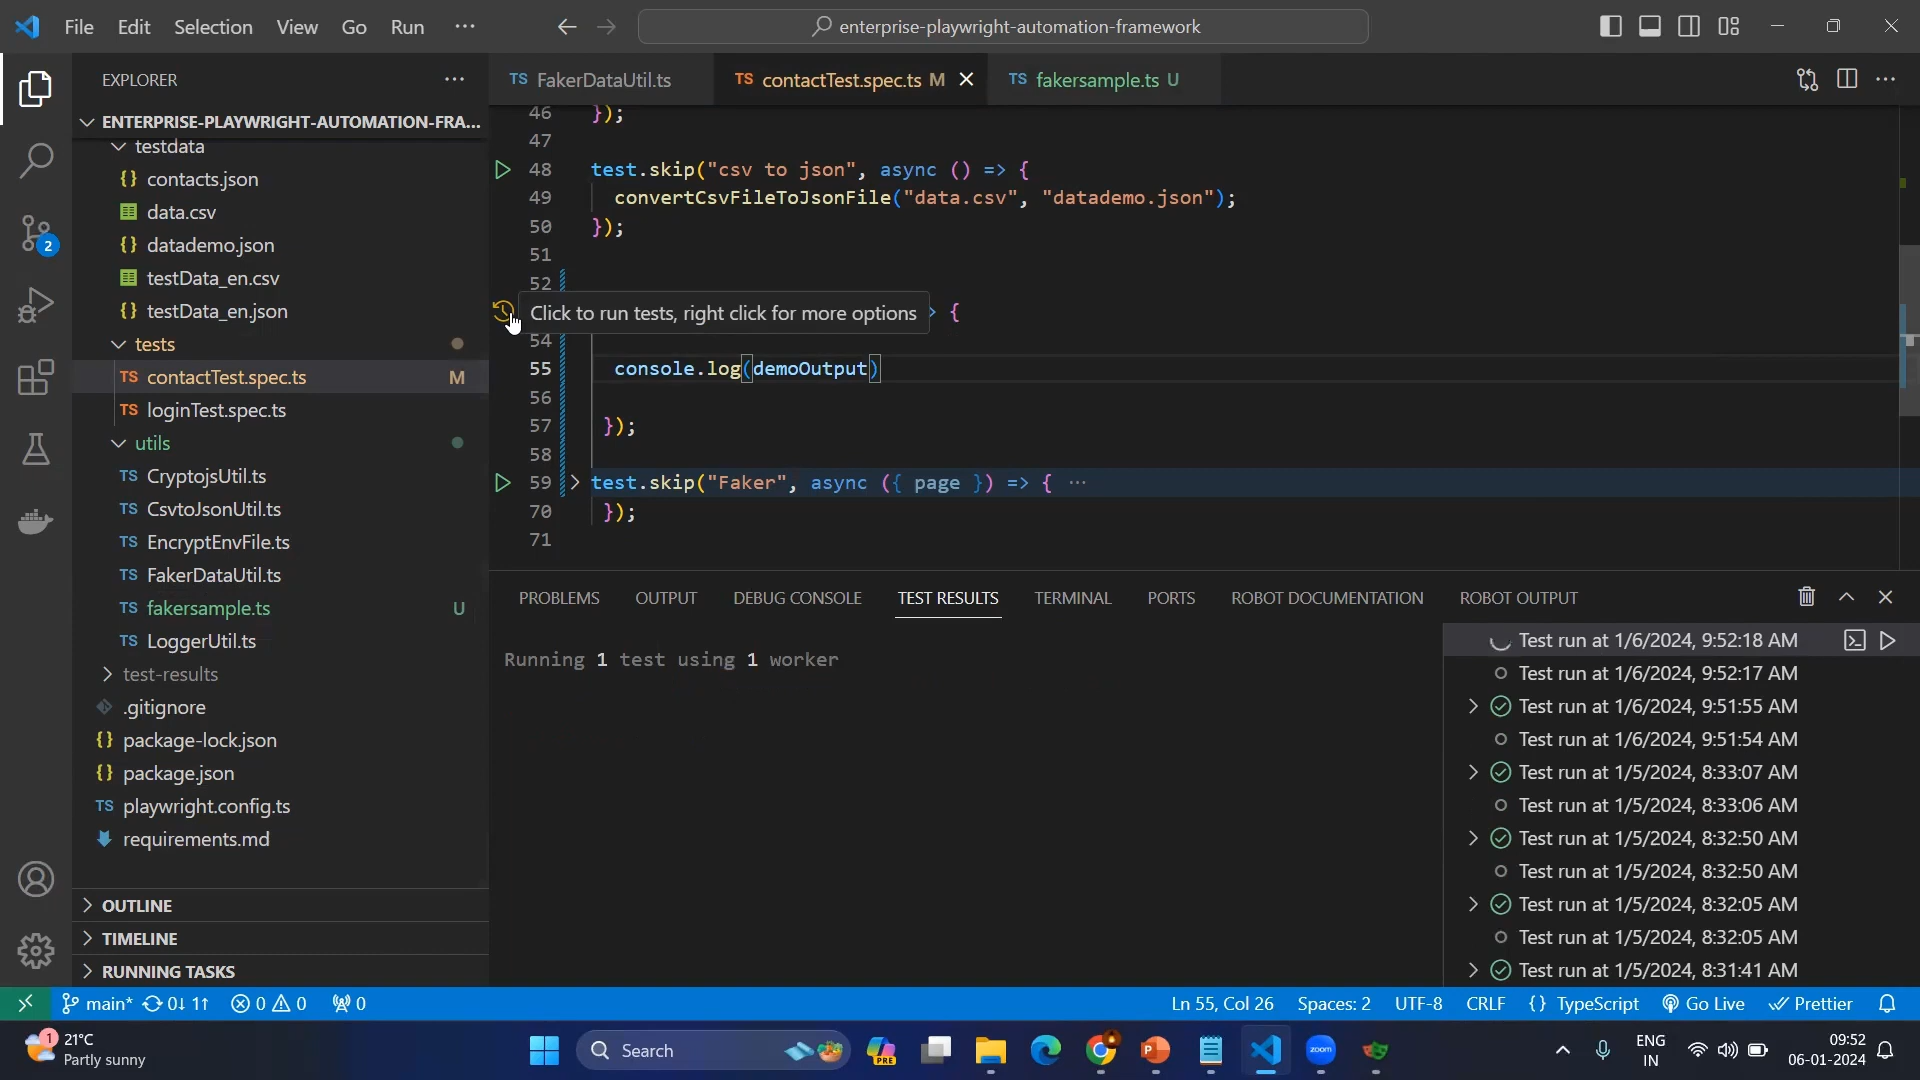 File Edit Selection View Go Run ···
enterprise-playwright-automation-framework
EXPLORER ···
ENTERPRISE-PLAYWRIGHT-AUTOMATION-FRA...
testdata
{} contacts.json
data.csv
{} datademo.json
testData_en.csv
{} testData_en.json
tests
TS contactTest.spec.ts M
TS loginTest.spec.ts
utils
TS CryptojsUtil.ts
TS CsvtoJsonUtil.ts
TS EncryptEnvFile.ts
TS FakerDataUtil.ts
TS fakersample.ts U
TS LoggerUtil.ts
test-results
.gitignore
{} package-lock.json
{} package.json
TS playwright.config.ts
requirements.md
OUTLINE
TIMELINE
RUNNING TASKS
2
TS FakerDataUtil.ts TS contactTest.spec.ts M TS fakersample.ts U ···
46 });
47
48 test.skip("csv to json", async () => {
49 convertCsvFileToJsonFile("data.csv", "datademo.json");
50 });
51
52
Click to run tests, right click for more options > {
54
55 console.log(demoOutput)
56
57 });
58
59 test.skip("Faker", async ({ page }) => { ···
70 });
71
PROBLEMS OUTPUT DEBUG CONSOLE TEST RESULTS TERMINAL PORTS ROBOT DOCUMENTATION ROBOT OUTPUT
Running 1 test using 1 worker
Test run at 1/6/2024, 9:52:18 AM
Test run at 1/6/2024, 9:52:17 AM
Test run at 1/6/2024, 9:51:55 AM
Test run at 1/6/2024, 9:51:54 AM
Test run at 1/5/2024, 8:33:07 AM
Test run at 1/5/2024, 8:33:06 AM
Test run at 1/5/2024, 8:32:50 AM
Test run at 1/5/2024, 8:32:50 AM
Test run at 1/5/2024, 8:32:05 AM
Test run at 1/5/2024, 8:32:05 AM
Test run at 1/5/2024, 8:31:41 AM
main* 0↓ 1↑ 0 0 0 Ln 55, Col 26 Spaces: 2 UTF-8 CRLF {} TypeScript Go Live Prettier
1
21°C
Partly sunny
Search
PRE
zoom
ENG
IN
09:52
06-01-2024